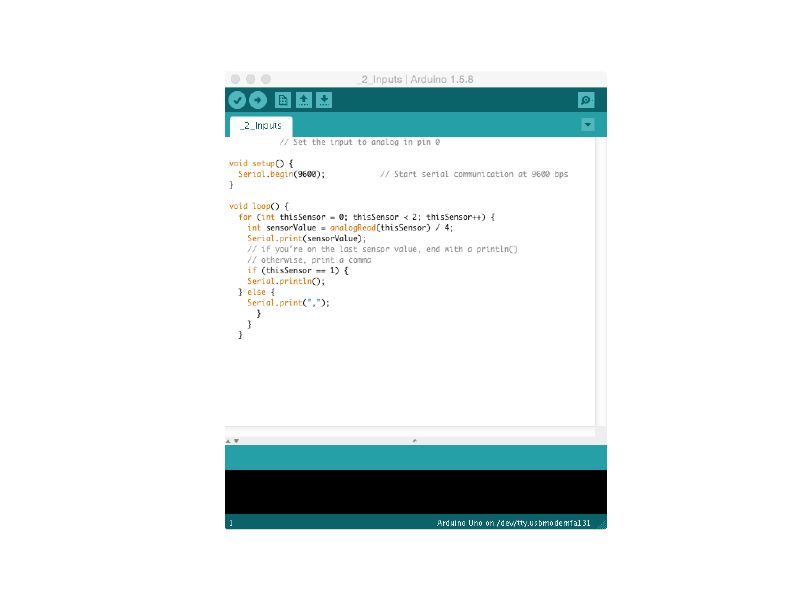 _2_Inputs | Arduino 1.5.8
_2_Inputs
// Set the input to analog in pin 0
void setup() {
Serial.begin(9600); // Start serial communication at 9600 bps
}
void loop() {
for (int thisSensor = 0; thisSensor < 2; thisSensor++) {
int sensorValue = analogRead(thisSensor) / 4;
Serial.print(sensorValue);
// if you're on the last sensor value, end with a println()
// otherwise, print a comma
if (thisSensor == 1) {
Serial.println();
} else {
Serial.print(",");
}
}
}
1 Arduino Uno on /dev/tty.usbmodemfa131